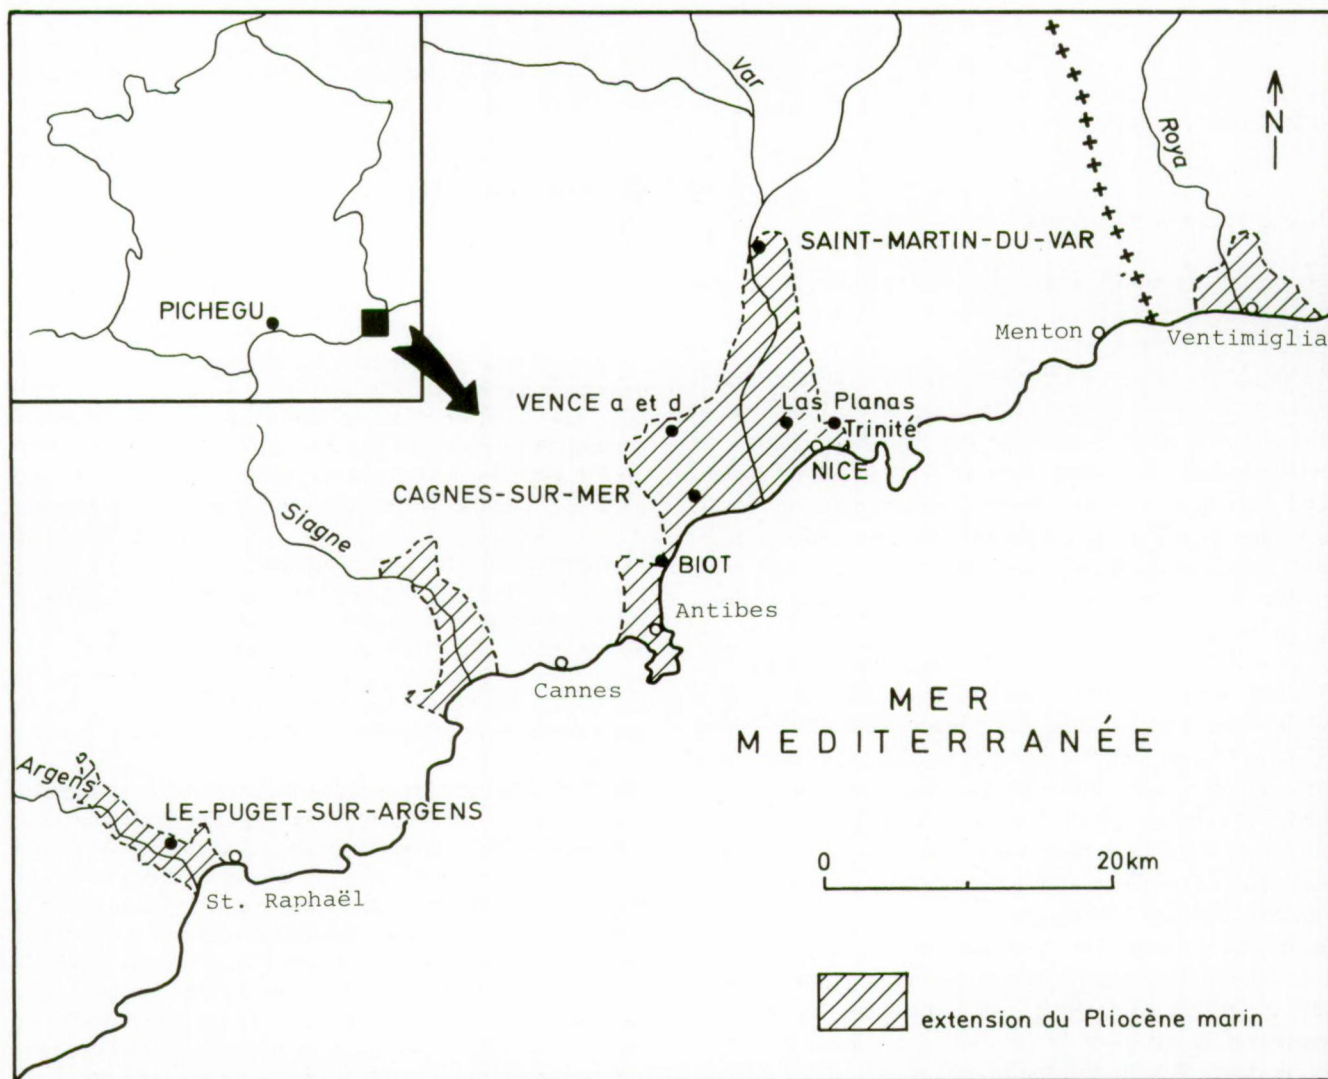 Var
Roya
N
SAINT-MARTIN-DU-VAR
PICHEGU
Menton
Ventimiglia
VENCE a et d
Las Planas
Trinité
NICE
CAGNES-SUR-MER
Siagne
BIOT
Antibes
Cannes
MER
MEDITERRANÉE
Argens
LE-PUGET-SUR-ARGENS
St. Raphaël
0 20km
extension du Pliocène marin